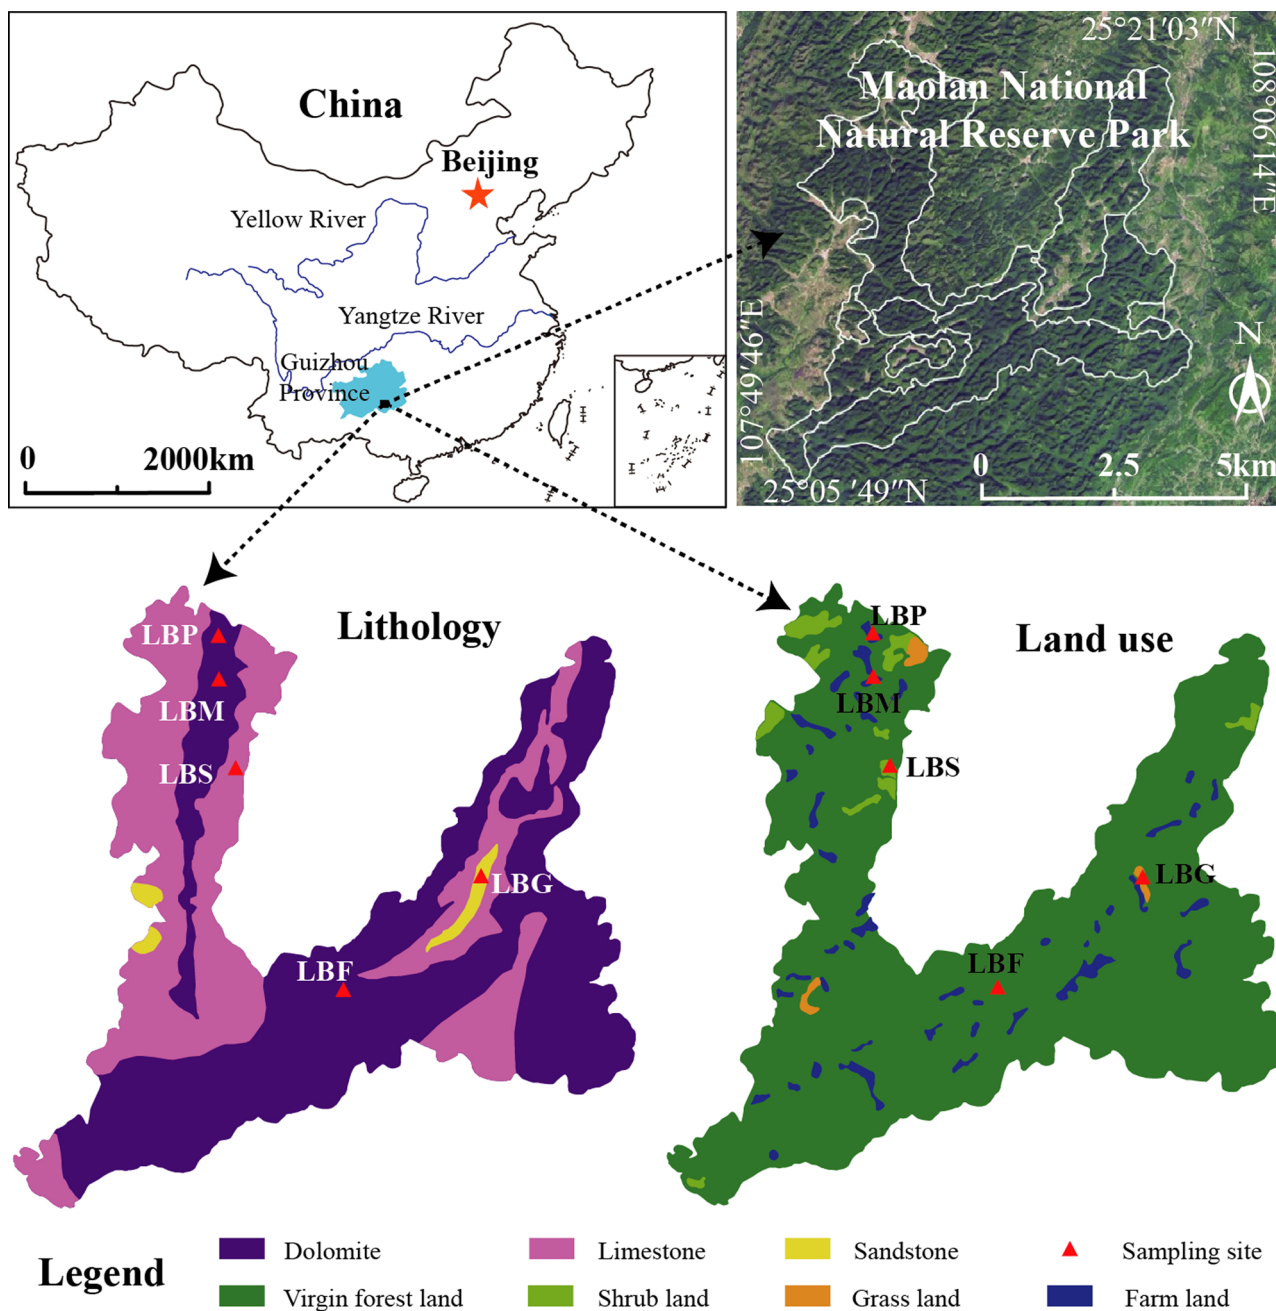 China
Beijing
Yellow River
Yangtze River
Guizhou
Province
0 2000km
Maolan National
Natural Reserve Park
25°21′03″N
108°06′14″E
107°49′46″E
25°05 ′49″N
N
0 2.5 5km
Lithology
LBP
LBM
LBS
LBG
LBF
Land use
LBP
LBM
LBS
LBG
LBF
Legend
Dolomite
Limestone
Sandstone
Sampling site
Virgin forest land
Shrub land
Grass land
Farm land